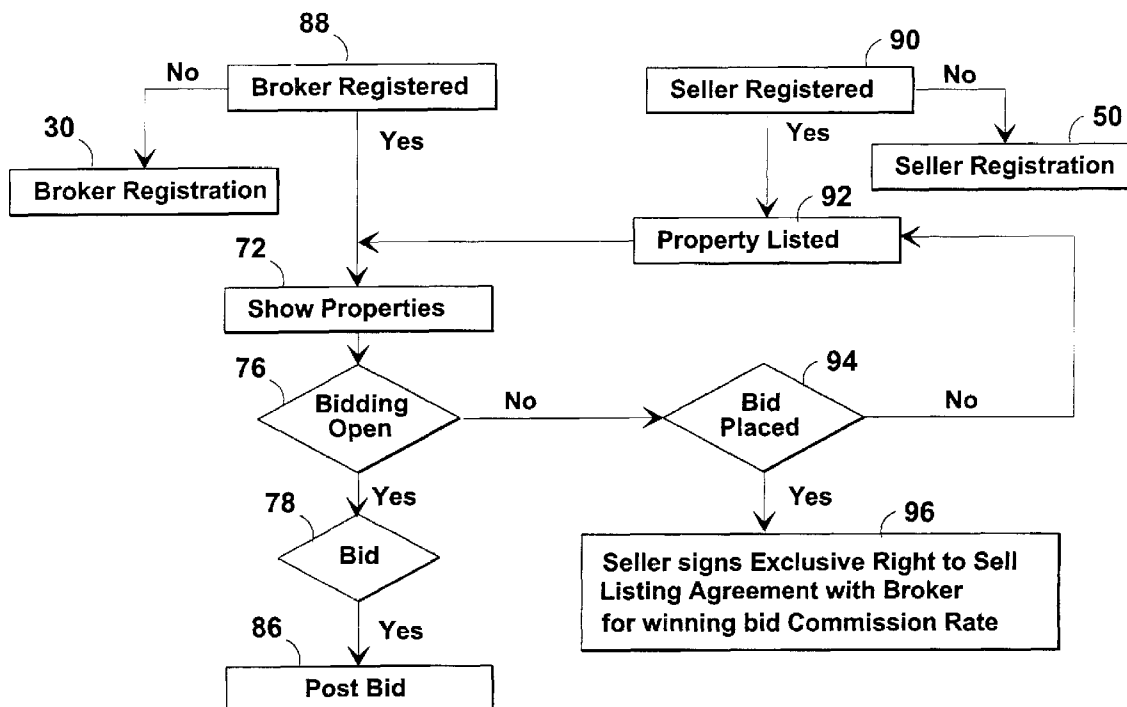 88
90
No
Broker Registered
Seller Registered
No
30
Yes
Yes
50
Broker Registration
Seller Registration
92
Property Listed
72
Show Properties
76
94
Bidding
Open
No
Bid
Placed
No
78
Yes
Yes
96
Bid
Seller signs Exclusive Right to Sell
Listing Agreement with Broker
for winning bid Commission Rate
86
Yes
Post Bid